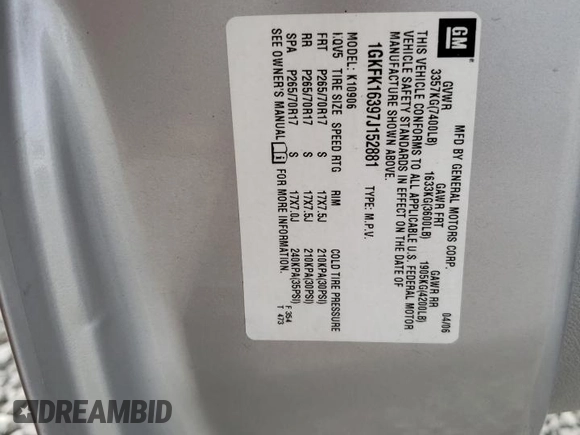 GM
®
MFD BY GENERAL MOTORS CORP. 04/06
GVWR GAWR FRT GAWR RR
3357KG(7400LB) 1633KG(3600LB) 1905KG(4200LB)
THIS VEHICLE CONFORMS TO ALL APPLICABLE U.S. FEDERAL MOTOR
VEHICLE SAFETY STANDARDS IN EFFECT ON THE DATE OF
MANUFACTURE SHOWN ABOVE.
1GKFK16397J152881 TYPE: M.P.V.
MODEL: K10906
IQV5 TIRE SIZE SPEED RTG RIM COLD TIRE PRESSURE
FRT P265/70R17 S 17X7.5J 210KPA(30PSI)
RR P265/70R17 S 17X7.5J 210KPA(30PSI)
SPA P265/70R17 S 17X7.0J 240KPA(35PSI)
SEE OWNER'S MANUAL FOR MORE INFORMATION.
F 354
T 473
DREAMBID